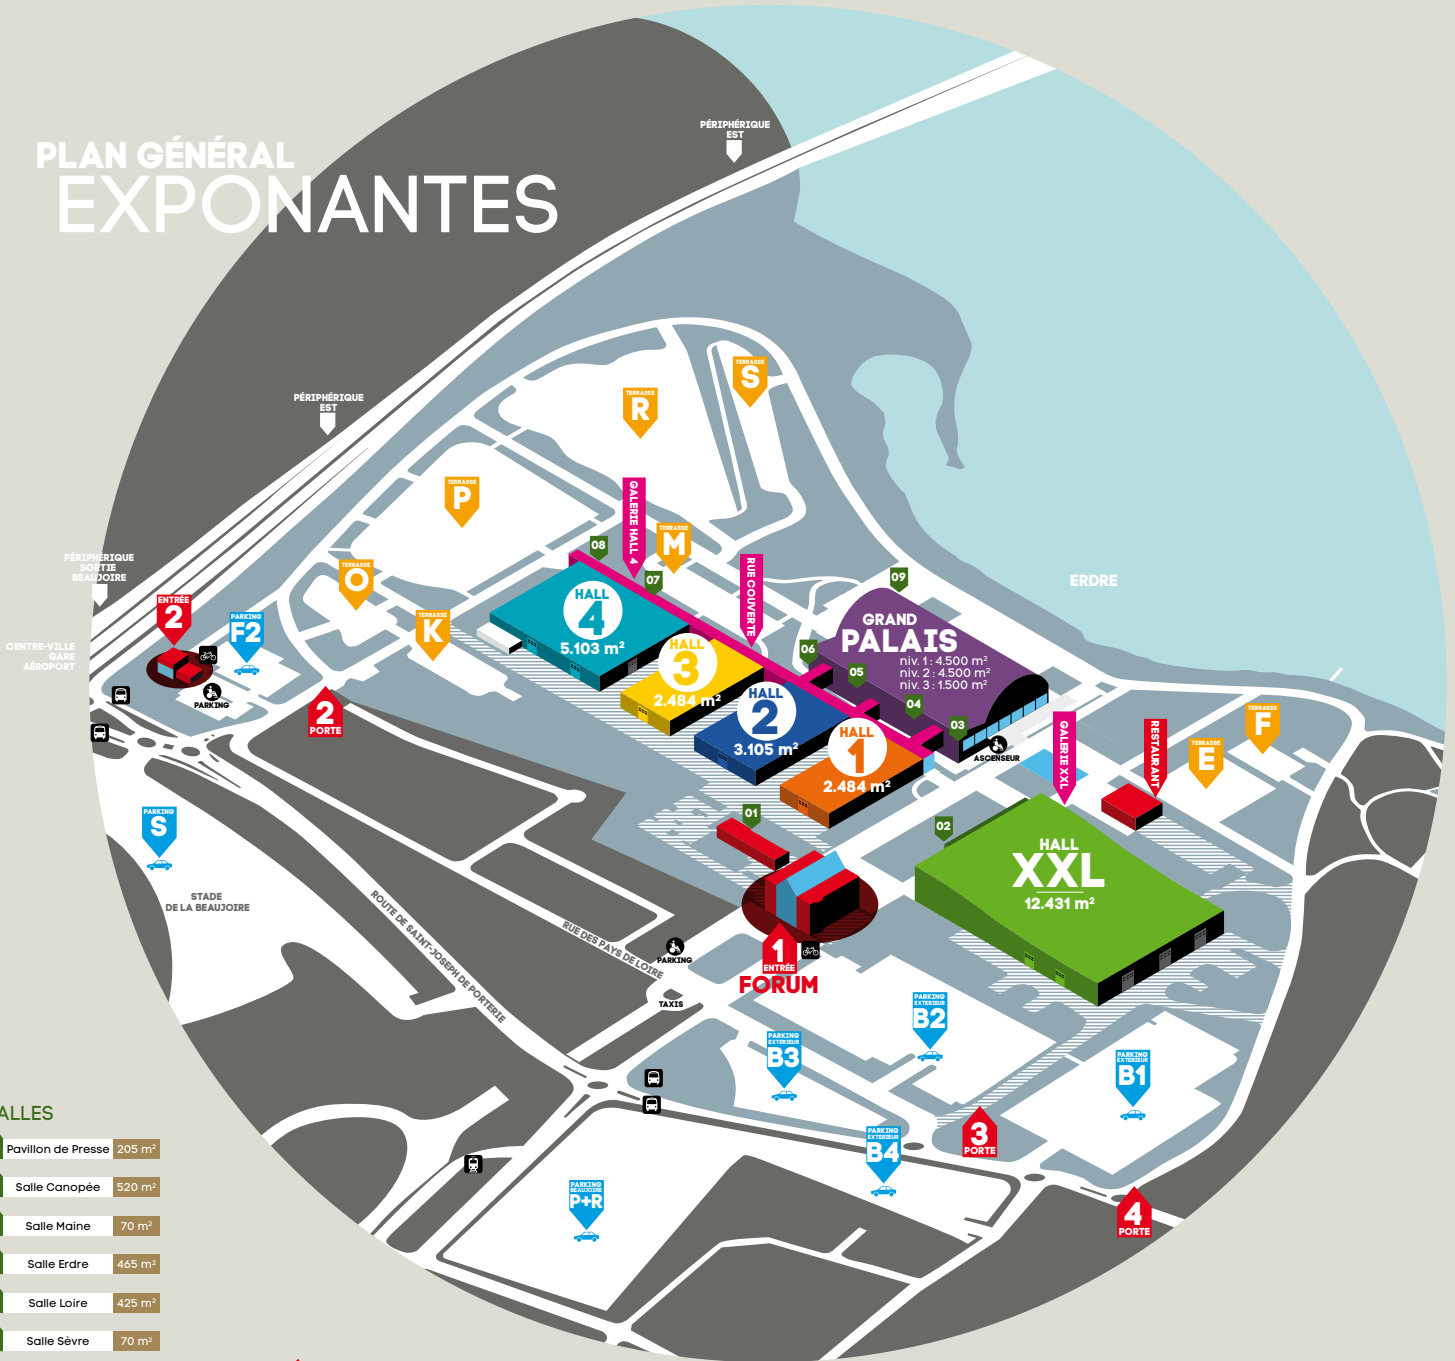 PLAN GÉNÉRAL
EXPONANTES
PÉRIPHÉRIQUE
EST
PÉRIPHÉRIQUE
EST
PÉRIPHÉRIQUE
SORTIE
BEAUJOIRE
CENTRE-VILLE
GARE
AÉROPORT
ERDRE
TERRASSE
S
TERRASSE
R
TERRASSE
P
TERRASSE
M
TERRASSE
O
TERRASSE
K
TERRASSE
F
TERRASSE
E
GALERIE HALL 4
RUE COUVERTE
GALERIE XXL
RESTAURANT
08
07
09
06
05
04
03
02
01
ENTRÉE
2
PARKING
F2
PARKING
2
PORTE
HALL
4
5.103 m²
HALL
3
2.484 m²
HALL
2
3.105 m²
HALL
1
2.484 m²
GRAND
PALAIS
niv. 1 : 4.500 m²
niv. 2 : 4.500 m²
niv. 3 : 1.500 m²
ASCENSEUR
HALL
XXL
12.431 m²
PARKING
S
STADE
DE LA BEAUJOIRE
ROUTE DE SAINT-JOSEPH DE PORTERIE
RUE DES PAYS DE LOIRE
PARKING
TAXIS
1
ENTRÉE
FORUM
PARKING
EXTERIEUR
B2
PARKING
EXTERIEUR
B3
PARKING
EXTERIEUR
B1
PARKING
EXTERIEUR
B4
3
PORTE
4
PORTE
PARKING
BEAUJOIRE
P+R
ALLES
Pavillon de Presse 205 m²
Salle Canopée 520 m²
Salle Maine 70 m²
Salle Erdre 465 m²
Salle Loire 425 m²
Salle Sèvre 70 m²